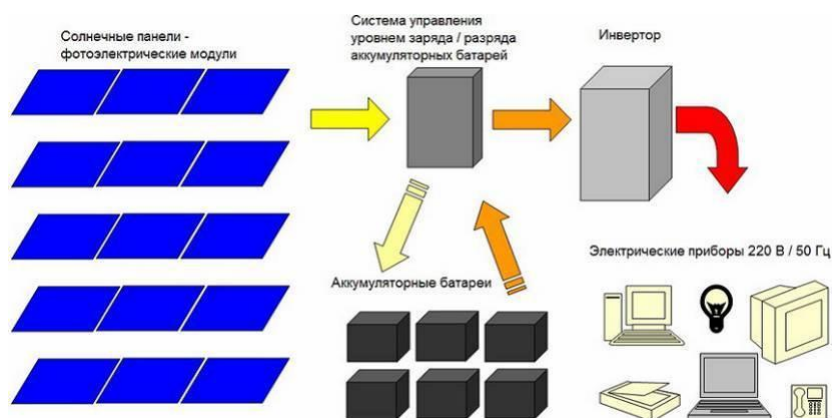 Солнечные панели -
фотоэлектрические модули
Система управления
уровнем заряда / разряда
аккумуляторных батарей
Инвертор
Аккумуляторные батареи
Электрические приборы 220 В / 50 Гц